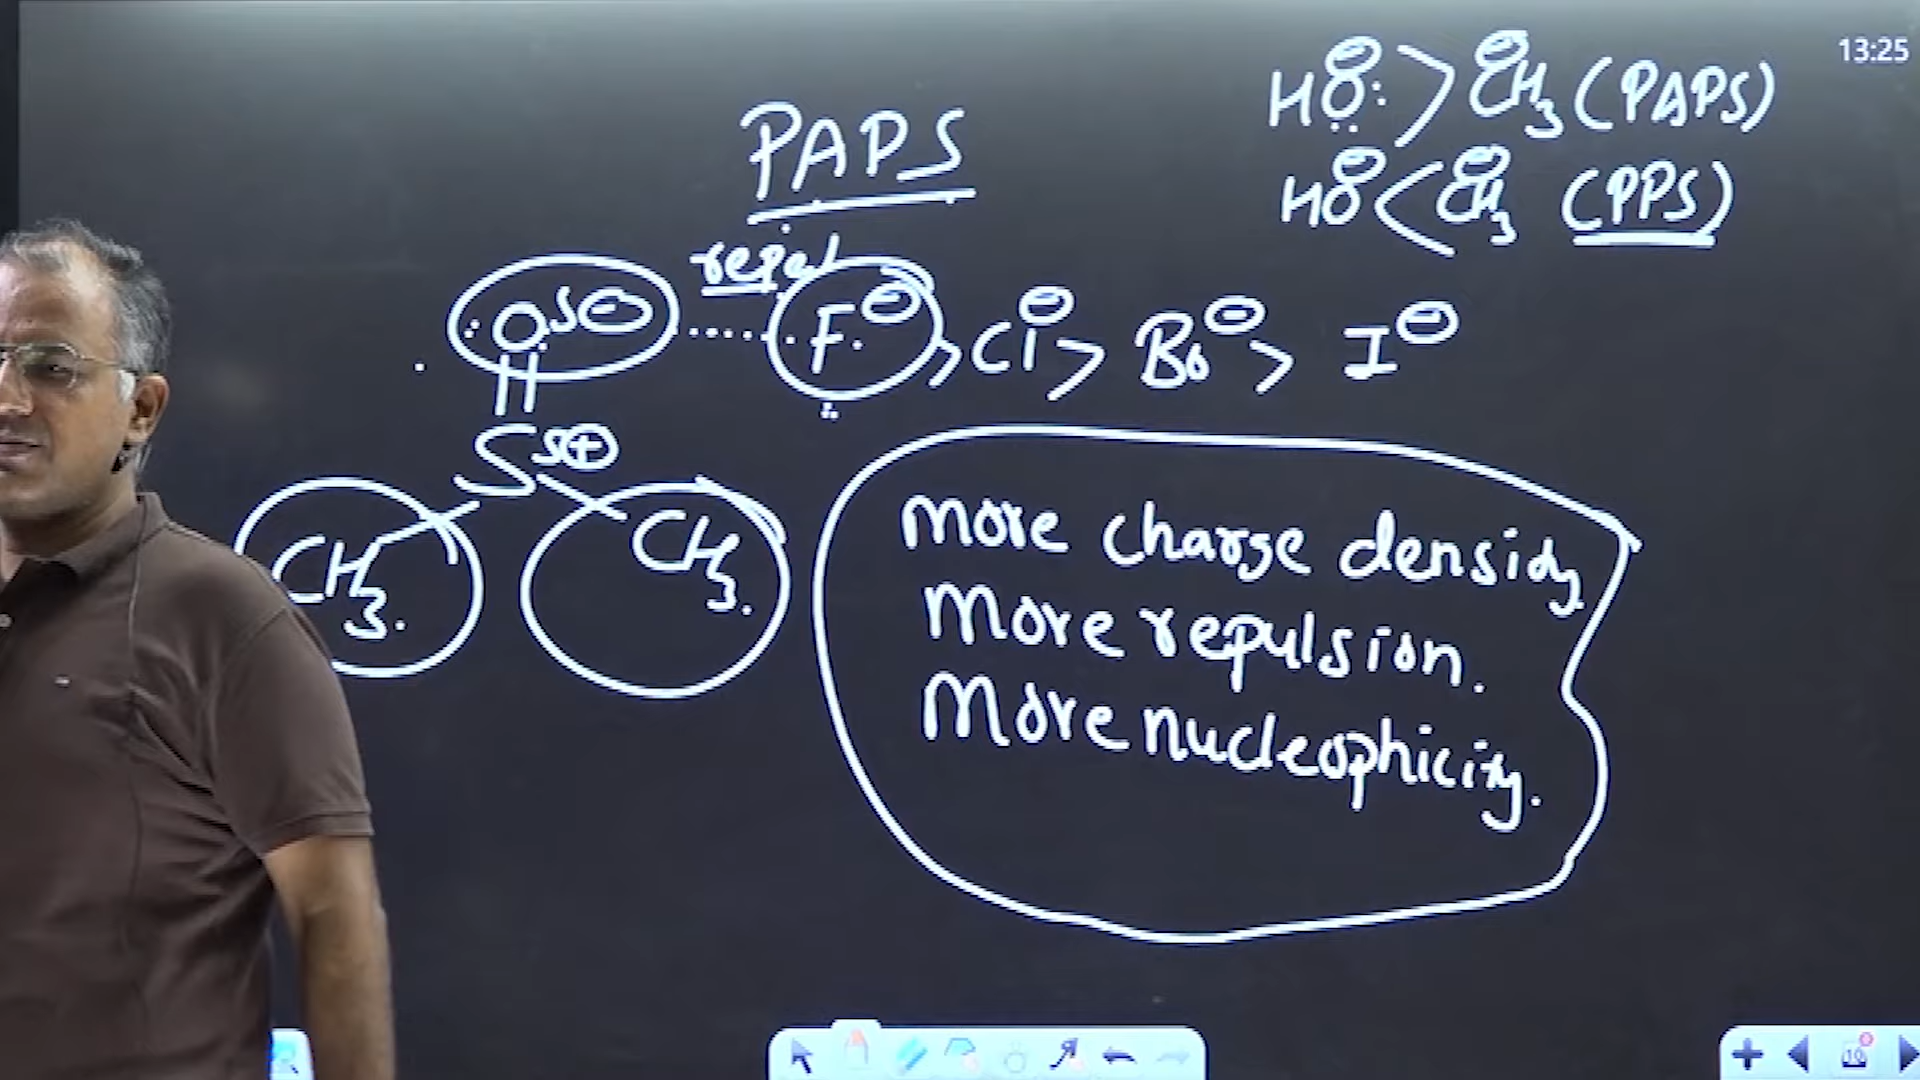 13:25
HO⊖: > ⊖CH3 (PAPS)
PAPS
HO⊖ < ⊖CH3 (PPS)
repel
:O: δ⊖ ...... F⊖ > Cl⊖ > Br⊖ > I⊖
S δ⊕
CH3. CH3.
more charge density
More repulsion.
More nucleophicity.
10